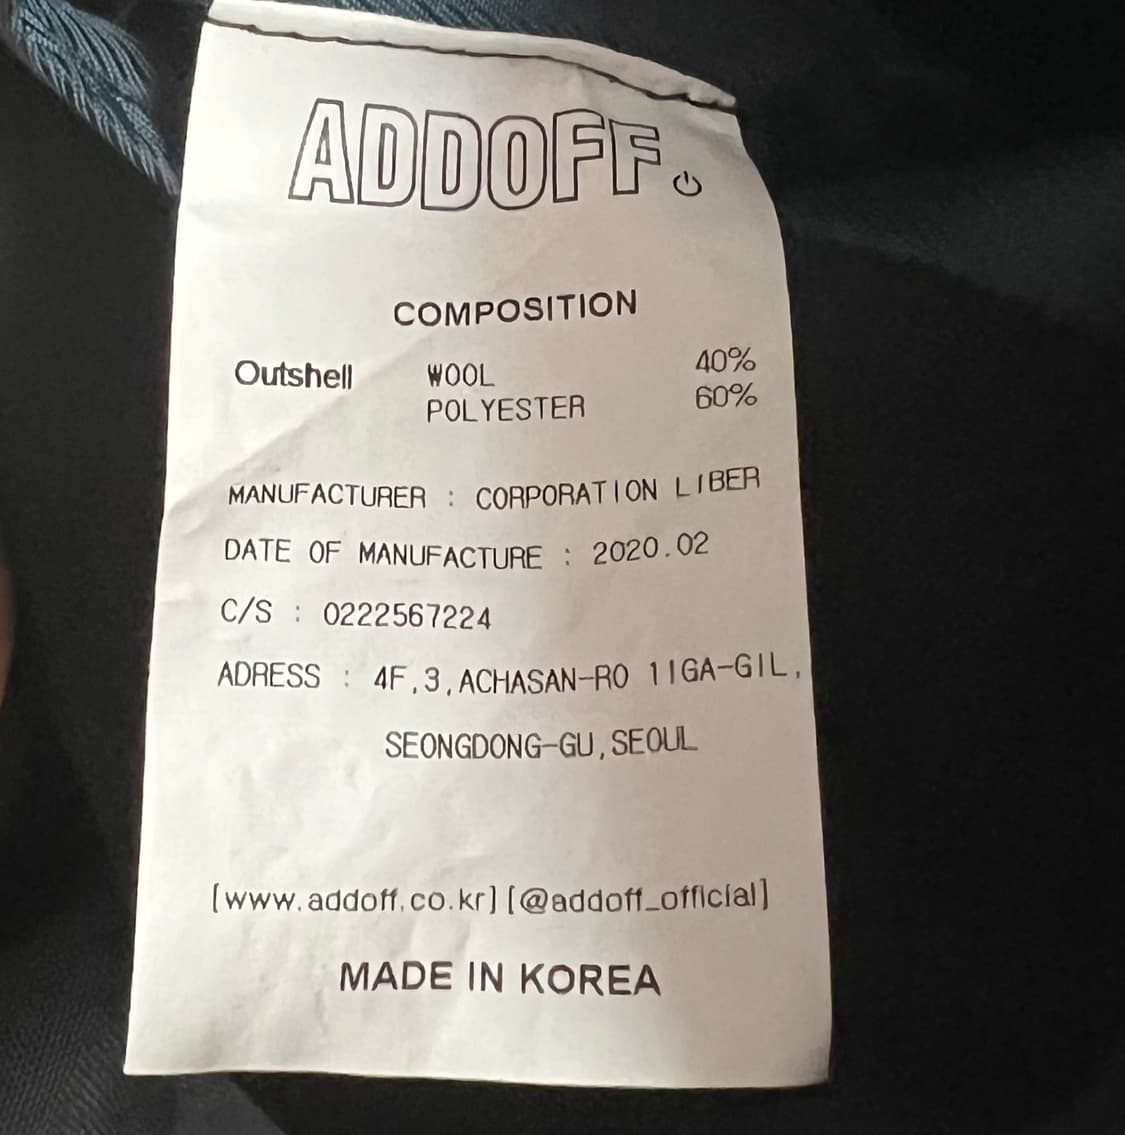 ADDOFF.
COMPOSITION
Outshell WOOL 40%
POLYESTER 60%
MANUFACTURER : CORPORATION LIBER
DATE OF MANUFACTURE : 2020.02
C/S : 0222567224
ADRESS : 4F,3,ACHASAN-RO 11GA-GIL,
SEONGDONG-GU,SEOUL
[www.addoff.co.kr][@addoff_official]
MADE IN KOREA